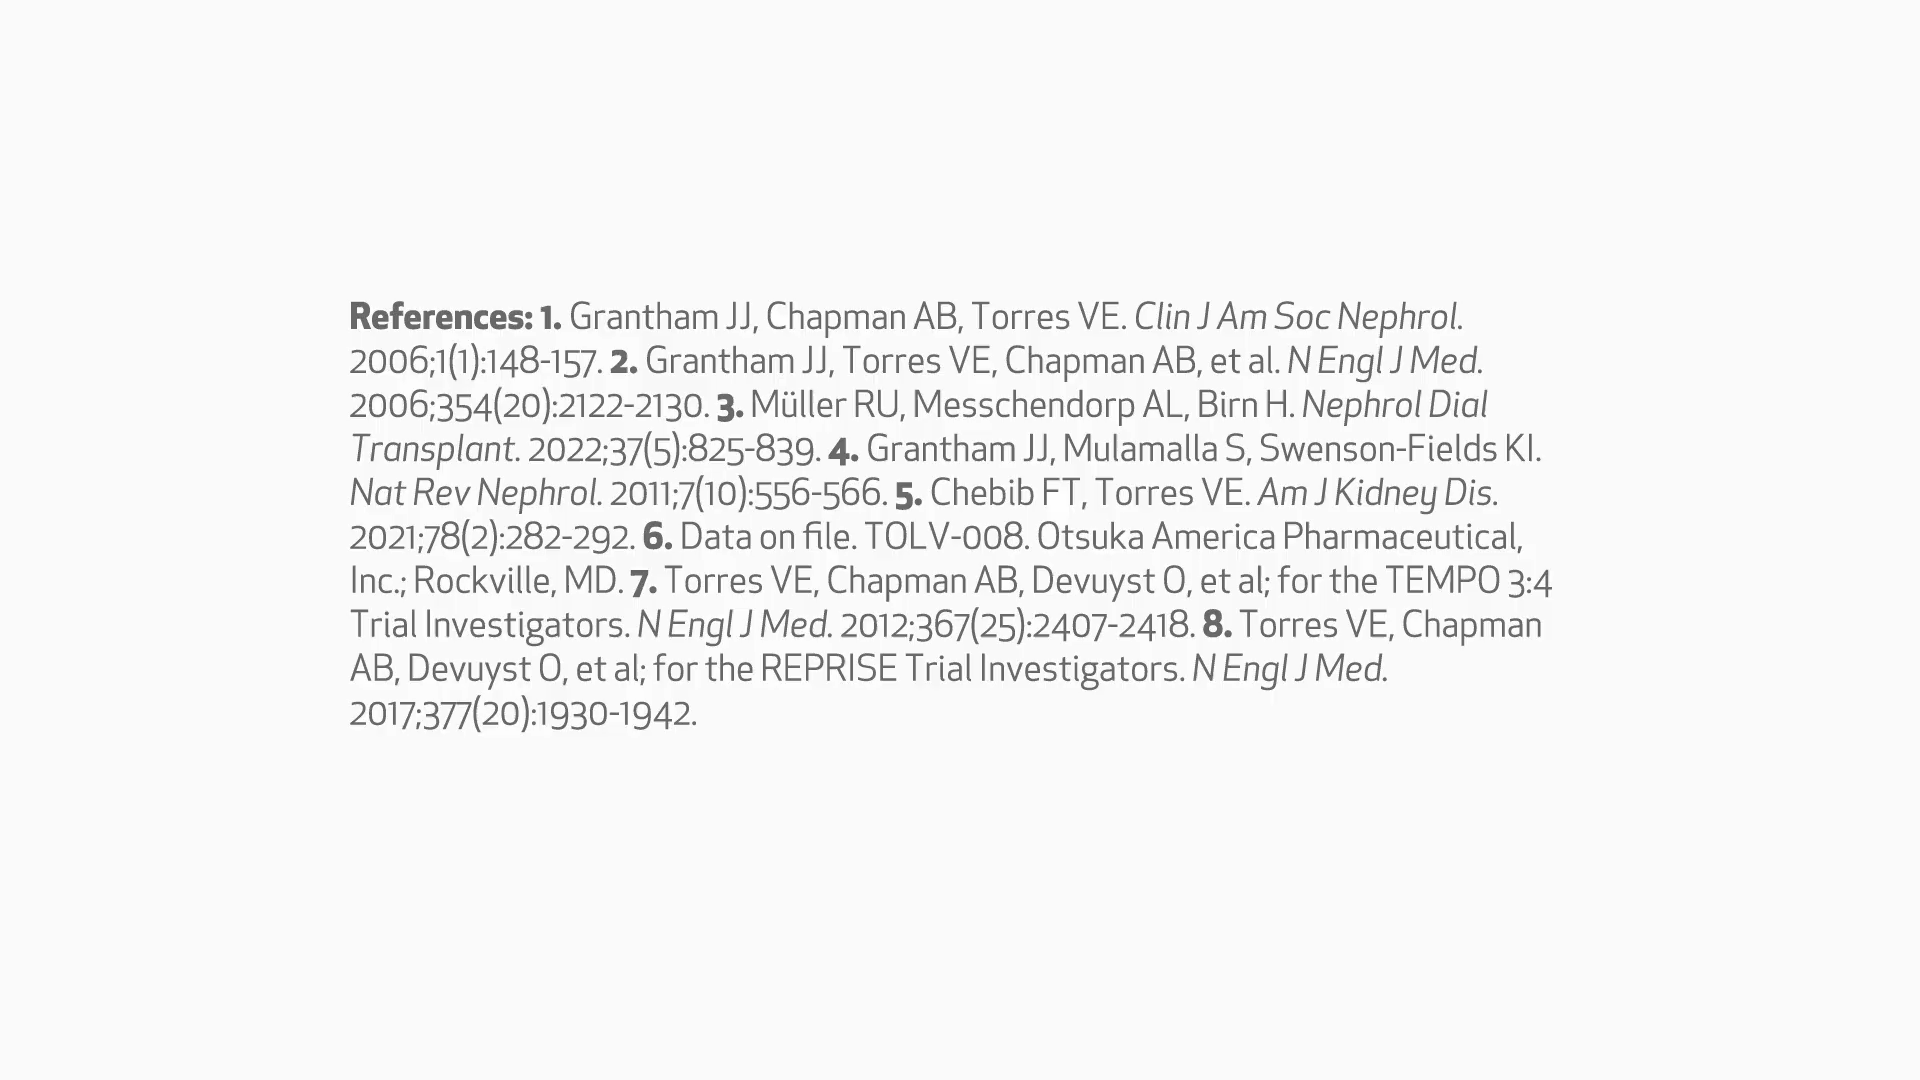 References: 1. Grantham JJ, Chapman AB, Torres VE. Clin J Am Soc Nephrol.
2006;1(1):148-157. 2. Grantham JJ, Torres VE, Chapman AB, et al. N Engl J Med.
2006;354(20):2122-2130. 3. Müller RU, Messchendorp AL, Birn H. Nephrol Dial
Transplant. 2022;37(5):825-839. 4. Grantham JJ, Mulamalla S, Swenson-Fields KI.
Nat Rev Nephrol. 2011;7(10):556-566. 5. Chebib FT, Torres VE. Am J Kidney Dis.
2021;78(2):282-292. 6. Data on file. TOLV-008. Otsuka America Pharmaceutical,
Inc.; Rockville, MD. 7. Torres VE, Chapman AB, Devuyst O, et al; for the TEMPO 3:4
Trial Investigators. N Engl J Med. 2012;367(25):2407-2418. 8. Torres VE, Chapman
AB, Devuyst O, et al; for the REPRISE Trial Investigators. N Engl J Med.
2017;377(20):1930-1942.